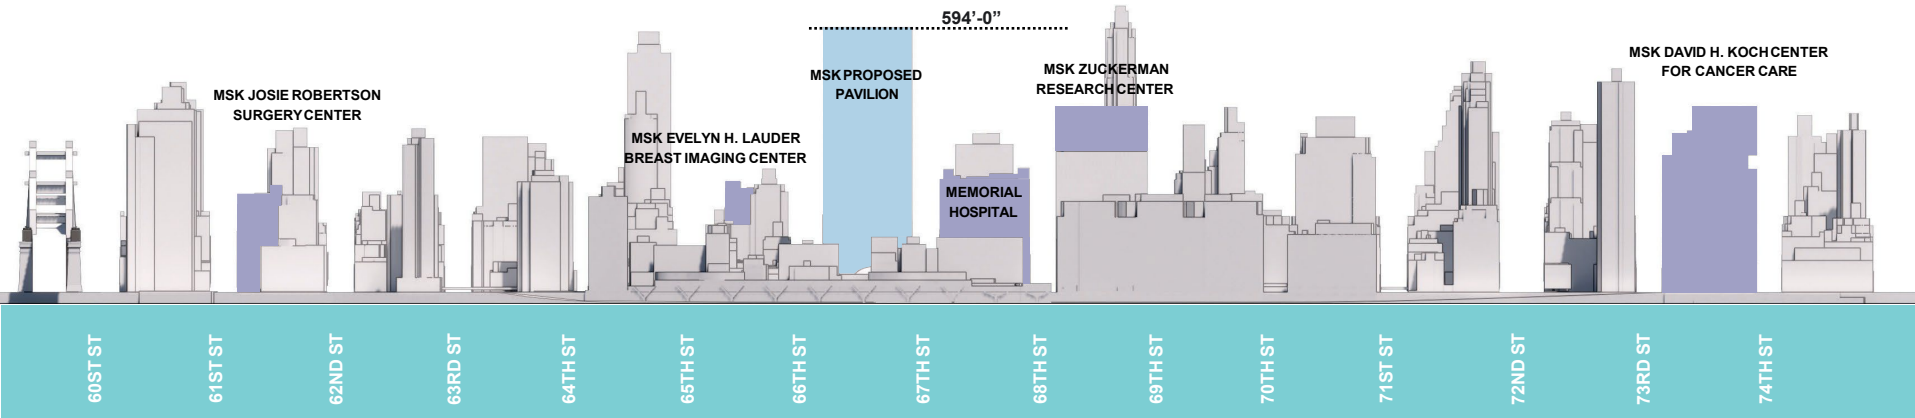 594’-0”
MSK JOSIE ROBERTSON
SURGERY CENTER
MSK EVELYN H. LAUDER
BREAST IMAGING CENTER
MSK PROPOSED
PAVILION
MEMORIAL
HOSPITAL
MSK ZUCKERMAN
RESEARCH CENTER
MSK DAVID H. KOCH CENTER
FOR CANCER CARE
60ST ST
61ST ST
62ND ST
63RD ST
64TH ST
65TH ST
66TH ST
67TH ST
68TH ST
69TH ST
70TH ST
71ST ST
72ND ST
73RD ST
74TH ST